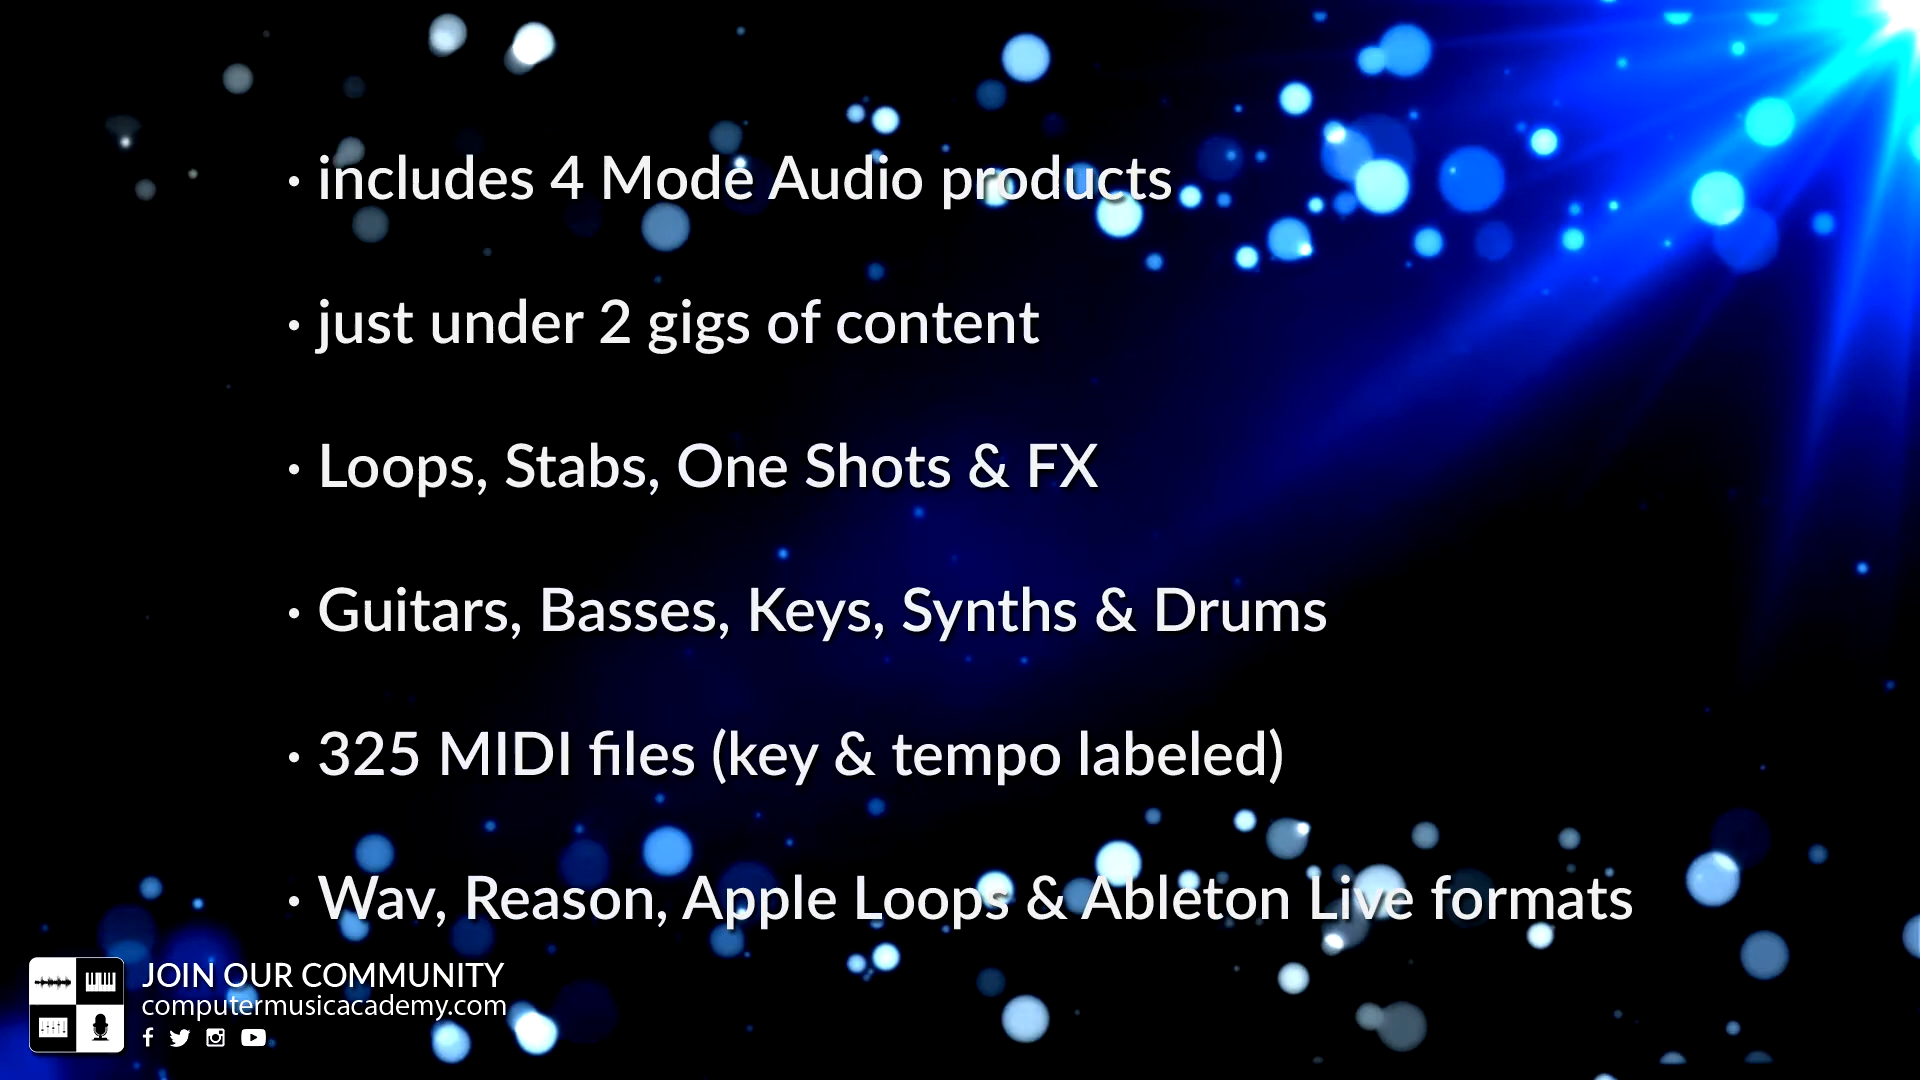 · includes 4 Mode Audio products
· just under 2 gigs of content
· Loops, Stabs, One Shots & FX
· Guitars, Basses, Keys, Synths & Drums
· 325 MIDI files (key & tempo labeled)
· Wav, Reason, Apple Loops & Ableton Live formats
JOIN OUR COMMUNITY
computermusicacademy.com